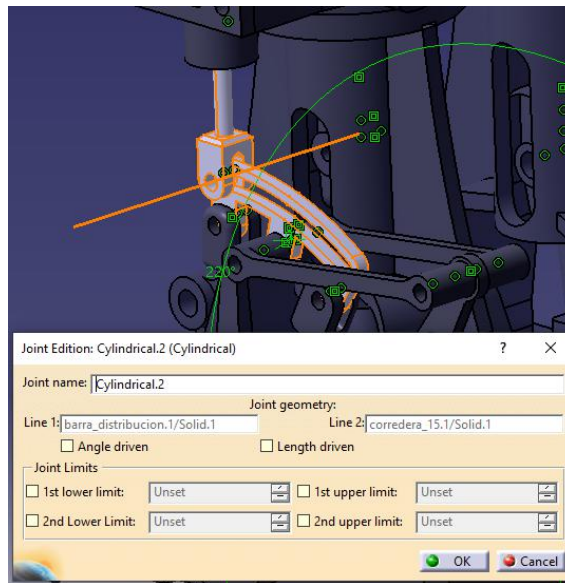 220°
Joint Edition: Cylindrical.2 (Cylindrical) ? X
Joint name: Cylindrical.2
Joint geometry:
Line 1: barra_distribucion.1/Solid.1 Line 2: corredera_15.1/Solid.1
Angle driven Length driven
Joint Limits
1st lower limit: Unset 1st upper limit: Unset
2nd Lower Limit: Unset 2nd upper limit: Unset
OK Cancel